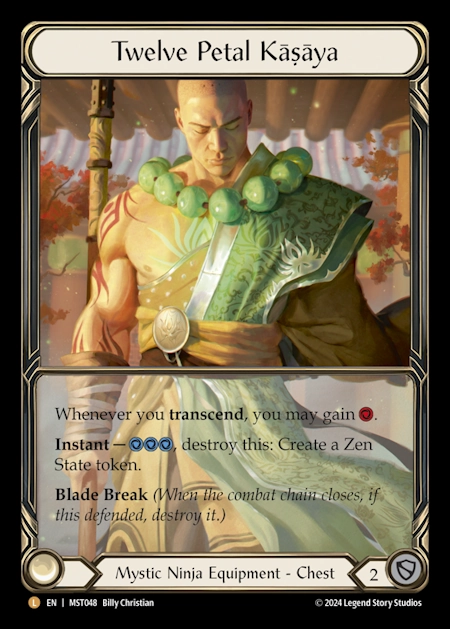 Twelve Petal Kāṣāya
Whenever you transcend, you may gain .
Instant — , destroy this: Create a Zen
State token.
Blade Break (When the combat chain closes, if
this defended, destroy it.)
Mystic Ninja Equipment - Chest
2
L EN | MST048 Billy Christian
© 2024 Legend Story Studios